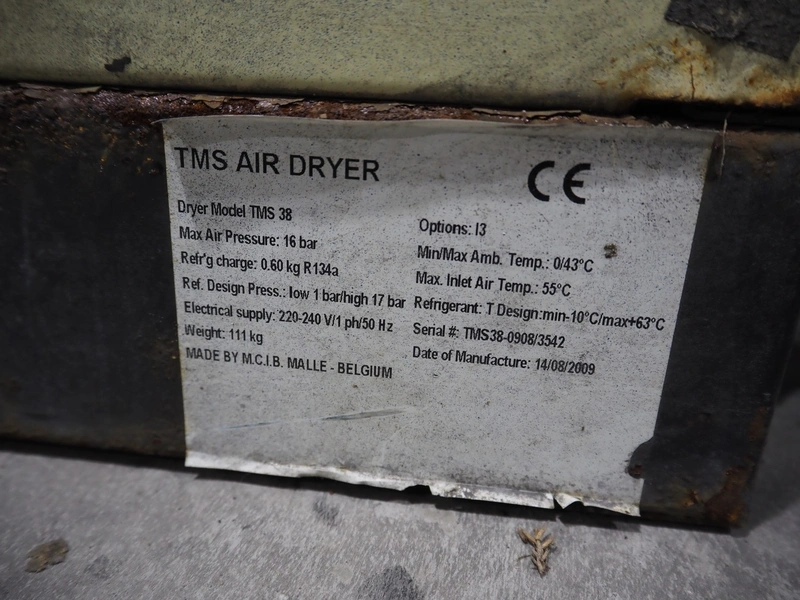 TMS AIR DRYER
CE
Dryer Model TMS 38
Max Air Pressure: 16 bar
Refr'g charge: 0.60 kg R134a
Ref. Design Press.: low 1 bar/high 17 bar
Electrical supply: 220-240 V/1 ph/50 Hz
Weight: 111 kg
MADE BY M.C.I.B. MALLE - BELGIUM
Options: I3
Min/Max Amb. Temp.: 0/43°C
Max. Inlet Air Temp.: 55°C
Refrigerant: T Design:min-10°C/max+63°C
Serial #: TMS38-0908/3542
Date of Manufacture: 14/08/2009